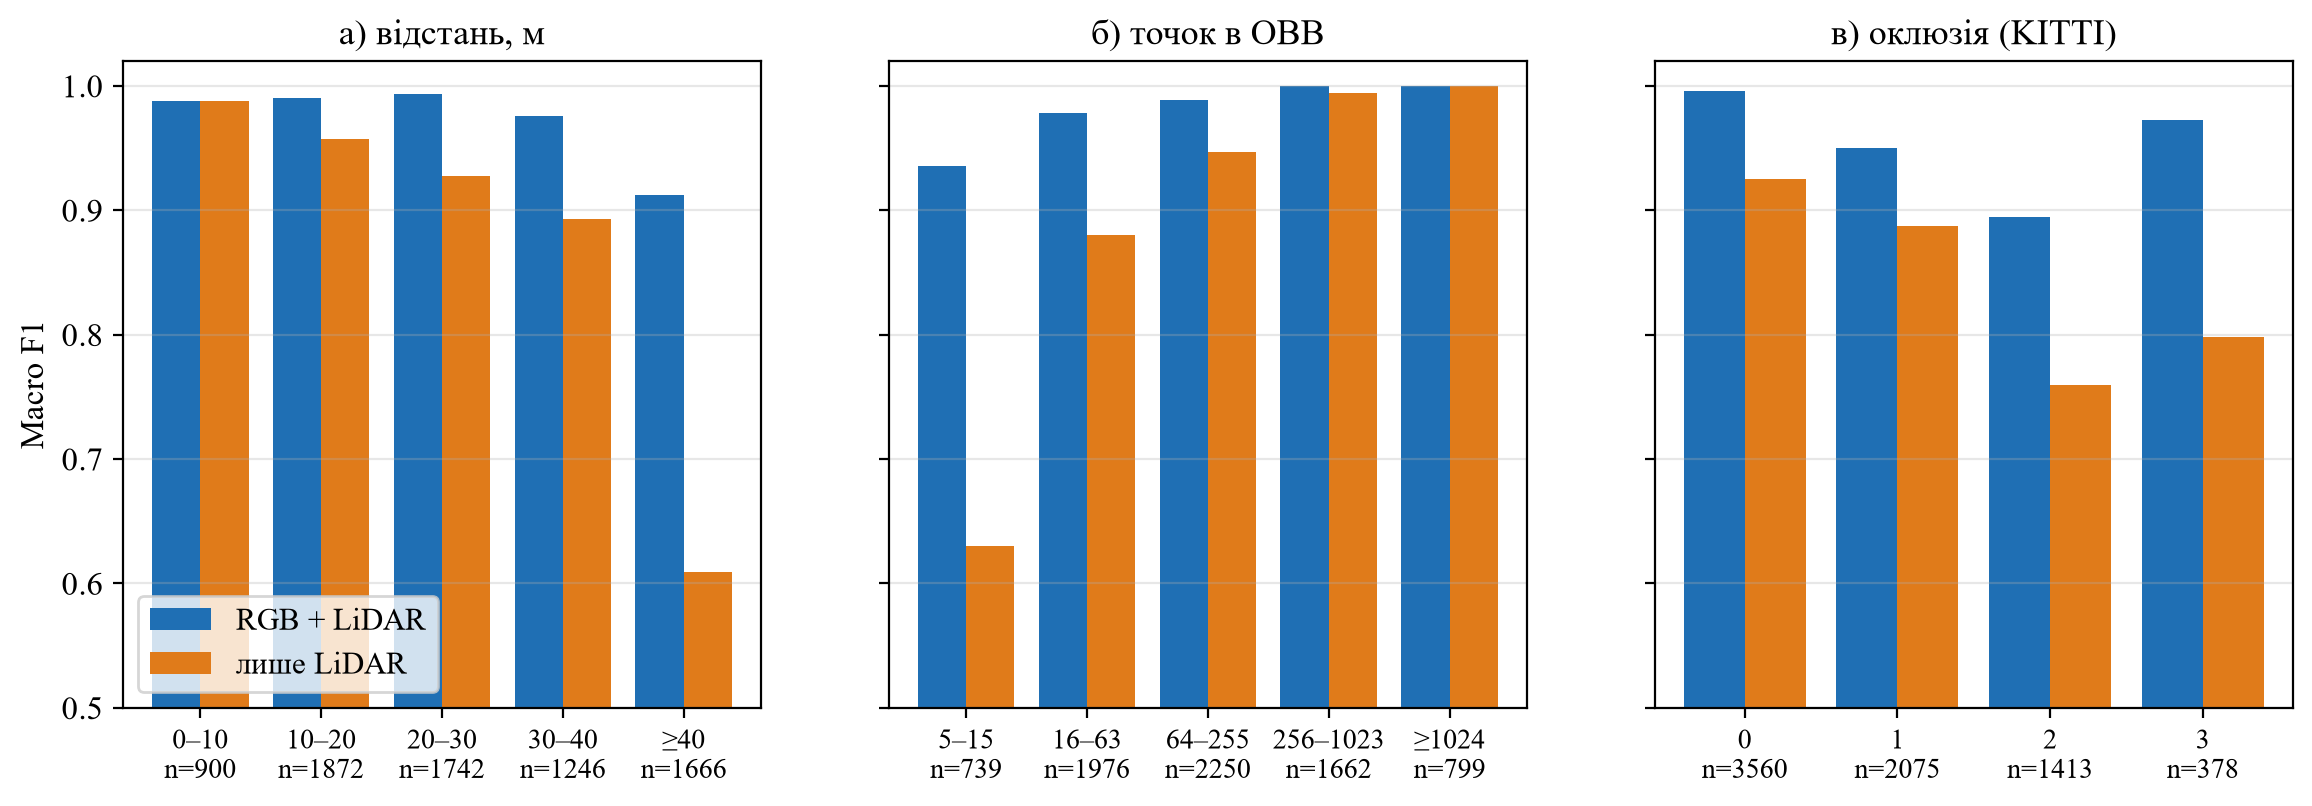 а) відстань, м
б) точок в OBB
в) оклюзія (KITTI)
Macro F1
1.0
0.9
0.8
0.7
0.6
0.5
RGB + LiDAR
лише LiDAR
0–10 10–20 20–30 30–40 ≥40
n=900 n=1872 n=1742 n=1246 n=1666
5–15 16–63 64–255 256–1023 ≥1024
n=739 n=1976 n=2250 n=1662 n=799
0 1 2 3
n=3560 n=2075 n=1413 n=378